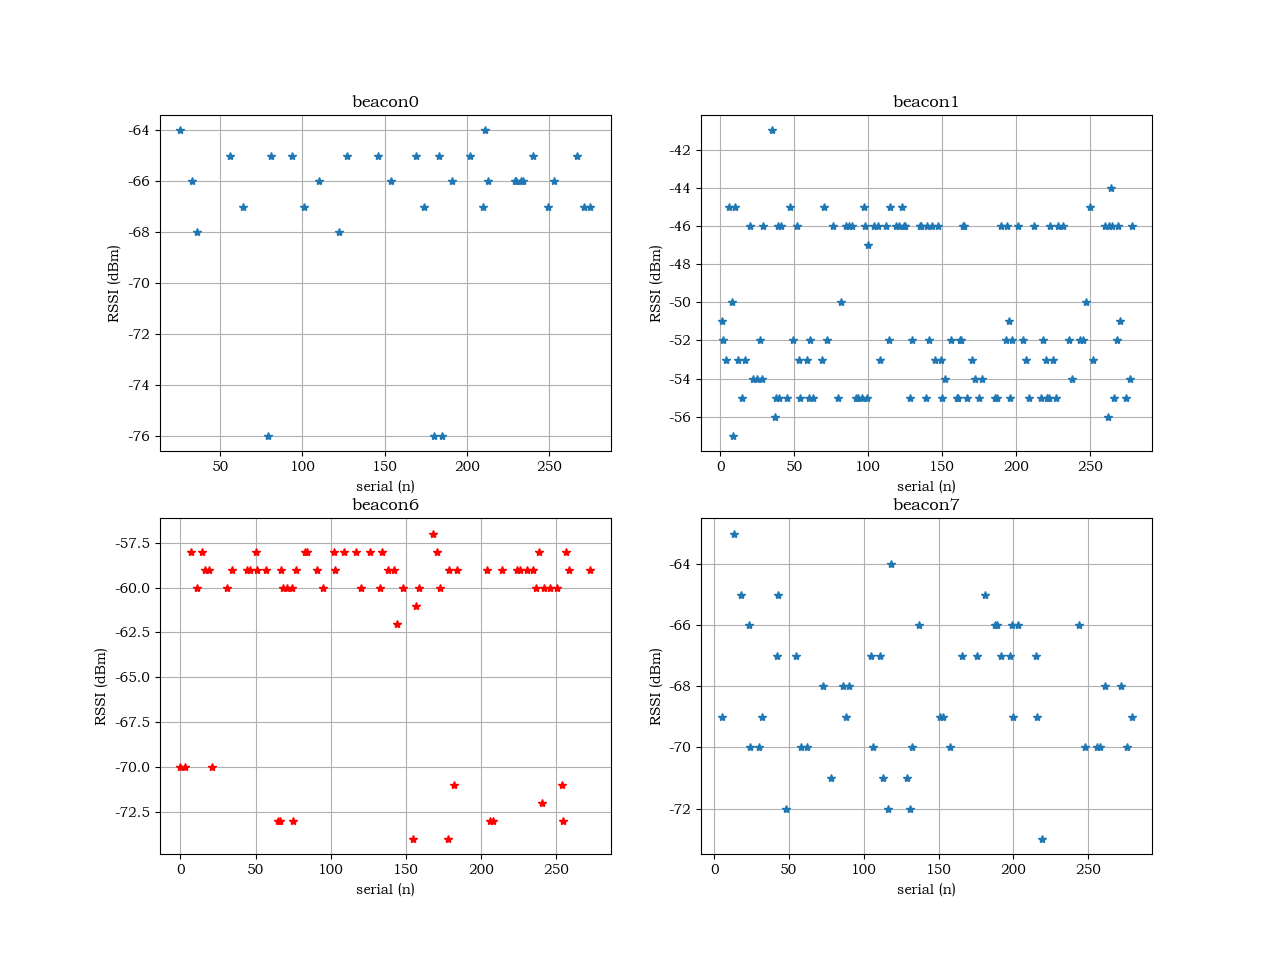 beacon0
-64
-66
-68
-70
-72
-74
-76
RSSI (dBm)
50 100 150 200 250
serial (n)
beacon1
-42
-44
-46
-48
-50
-52
-54
-56
RSSI (dBm)
0 50 100 150 200 250
serial (n)
beacon6
-57.5
-60.0
-62.5
-65.0
-67.5
-70.0
-72.5
RSSI (dBm)
0 50 100 150 200 250
serial (n)
beacon7
-64
-66
-68
-70
-72
RSSI (dBm)
0 50 100 150 200 250
serial (n)